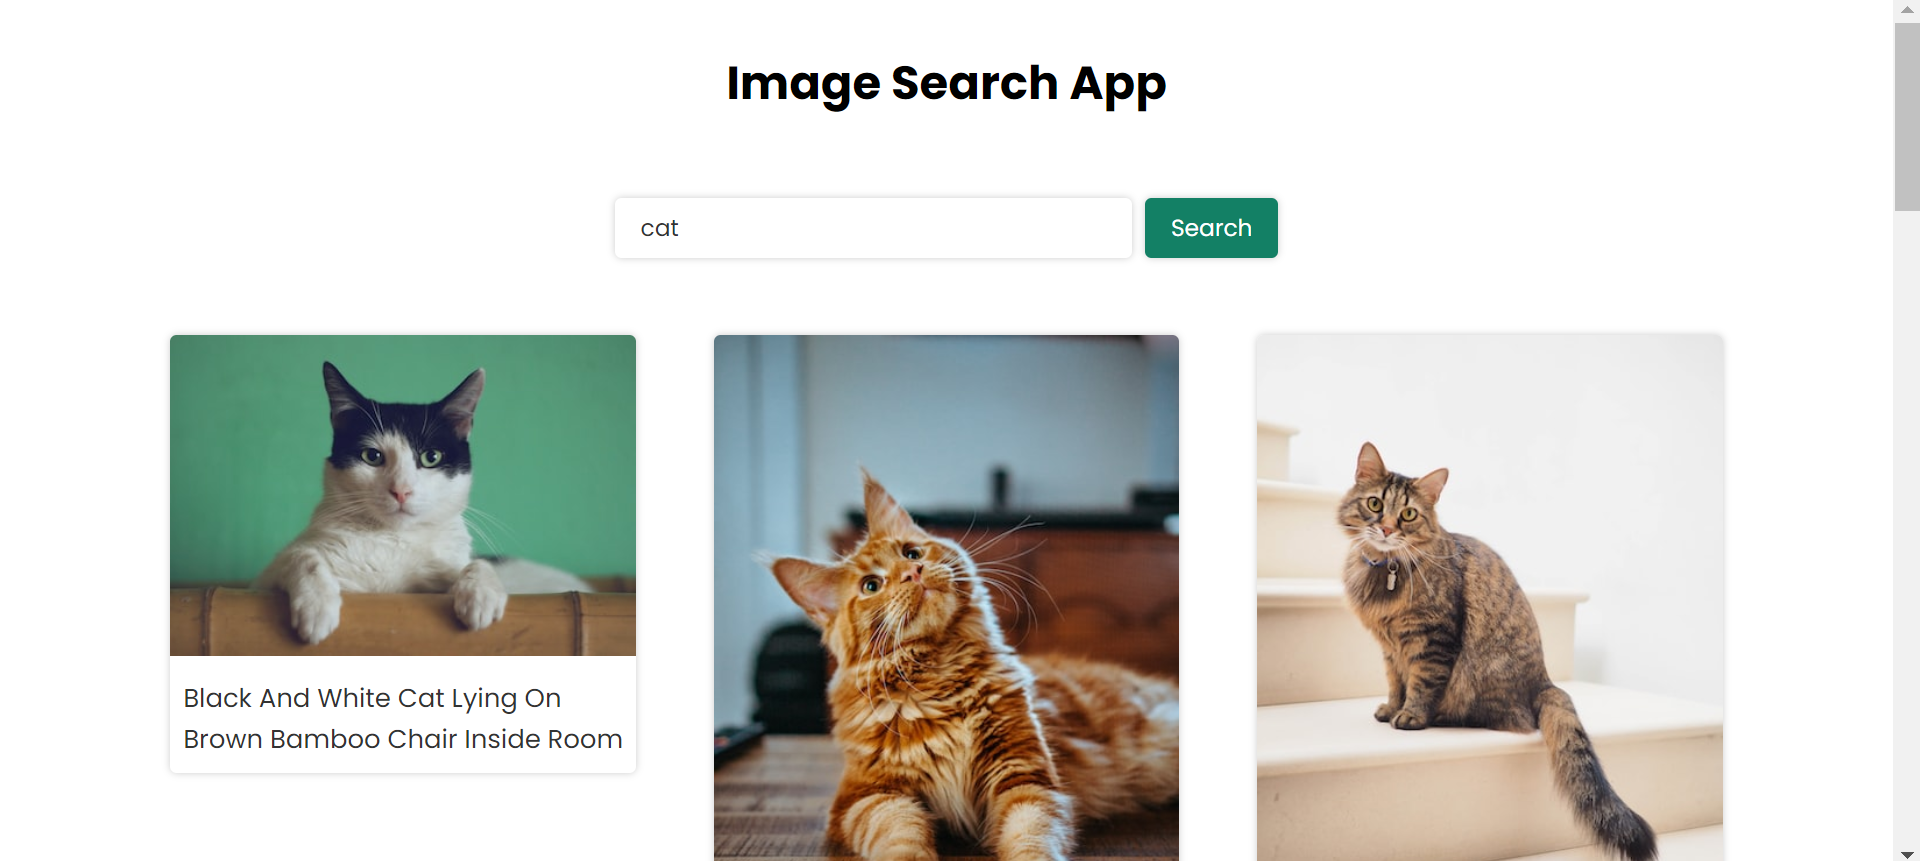 Image Search App
cat
Search
Black And White Cat Lying On
Brown Bamboo Chair Inside Room